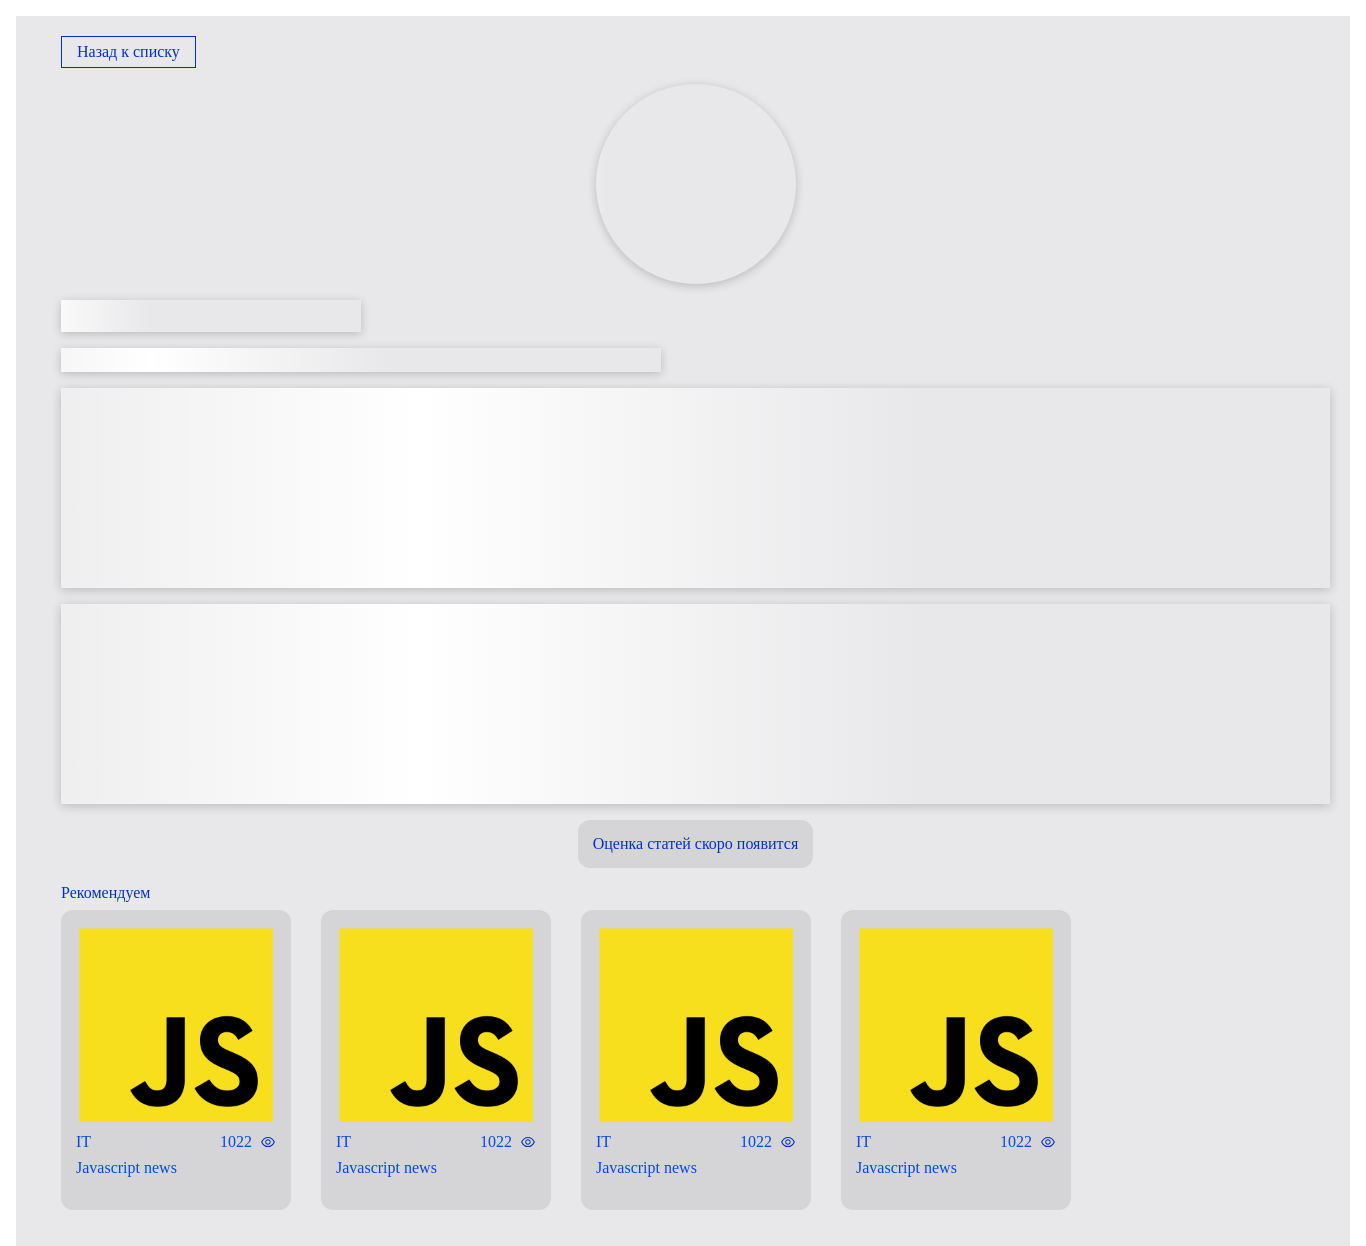 Назад к списку
Оценка статей скоро появится
Рекомендуем
JS JS JS JS
IT 1022 IT 1022 IT 1022 IT 1022
Javascript news Javascript news Javascript news Javascript news